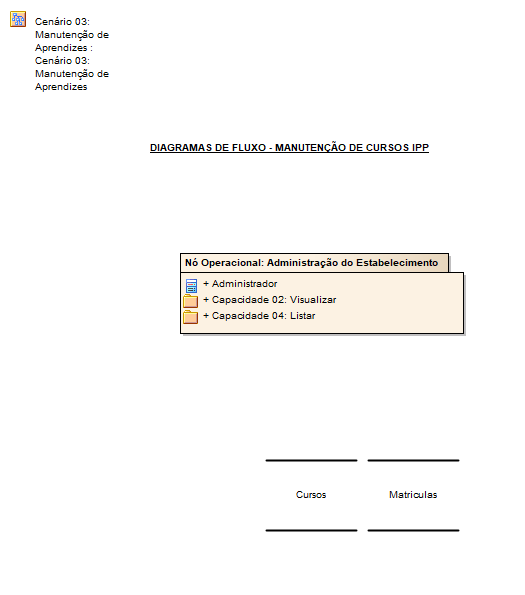 Cenário 03:
Manutenção de
Aprendizes :
Cenário 03:
Manutenção de
Aprendizes
DIAGRAMAS DE FLUXO - MANUTENÇÃO DE CURSOS IPP
Nó Operacional: Administração do Estabelecimento
+ Administrador
+ Capacidade 02: Visualizar
+ Capacidade 04: Listar
Cursos
Matriculas